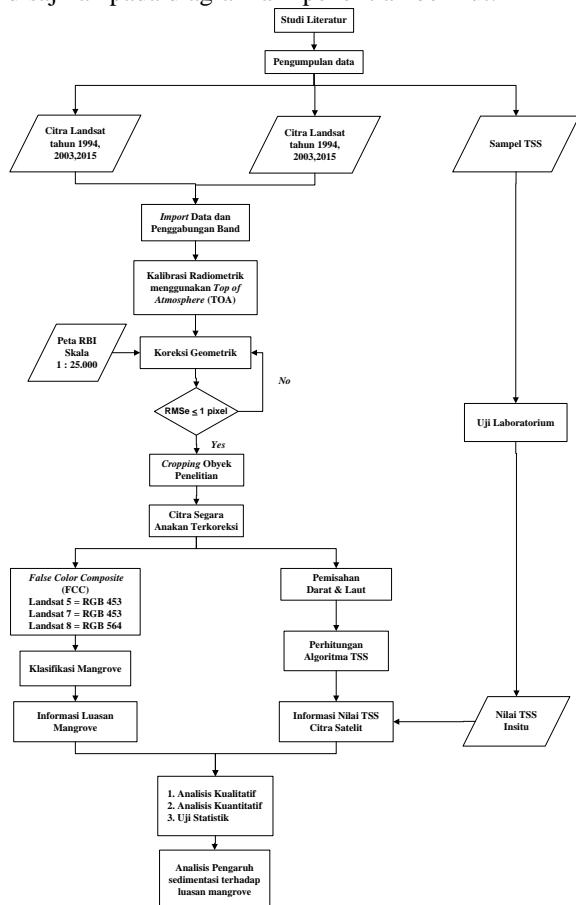 Studi Literatur
Pengumpulan data
Citra Landsat
tahun 1994,
2003,2015
Citra Landsat
tahun 1994,
2003,2015
Sampel TSS
Import Data dan
Penggabungan Band
Kalibrasi Radiometrik
menggunakan Top of
Atmosphere (TOA)
Peta RBI
Skala
1 : 25.000
Koreksi Geometrik
No
RMSe ≤ 1 pixel
Uji Laboratorium
Yes
Cropping Obyek
Penelitian
Citra Segara
Anakan Terkoreksi
False Color Composite
(FCC)
Landsat 5 = RGB 453
Landsat 7 = RGB 453
Landsat 8 = RGB 564
Pemisahan
Darat & Laut
Klasifikasi Mangrove
Perhitungan
Algoritma TSS
Informasi Luasan
Mangrove
Informasi Nilai TSS
Citra Satelit
Nilai TSS
Insitu
1. Analisis Kualitatif
2. Analisis Kuantitatif
3. Uji Statistik
Analisis Pengaruh
sedimentasi terhadap
luasan mangrove